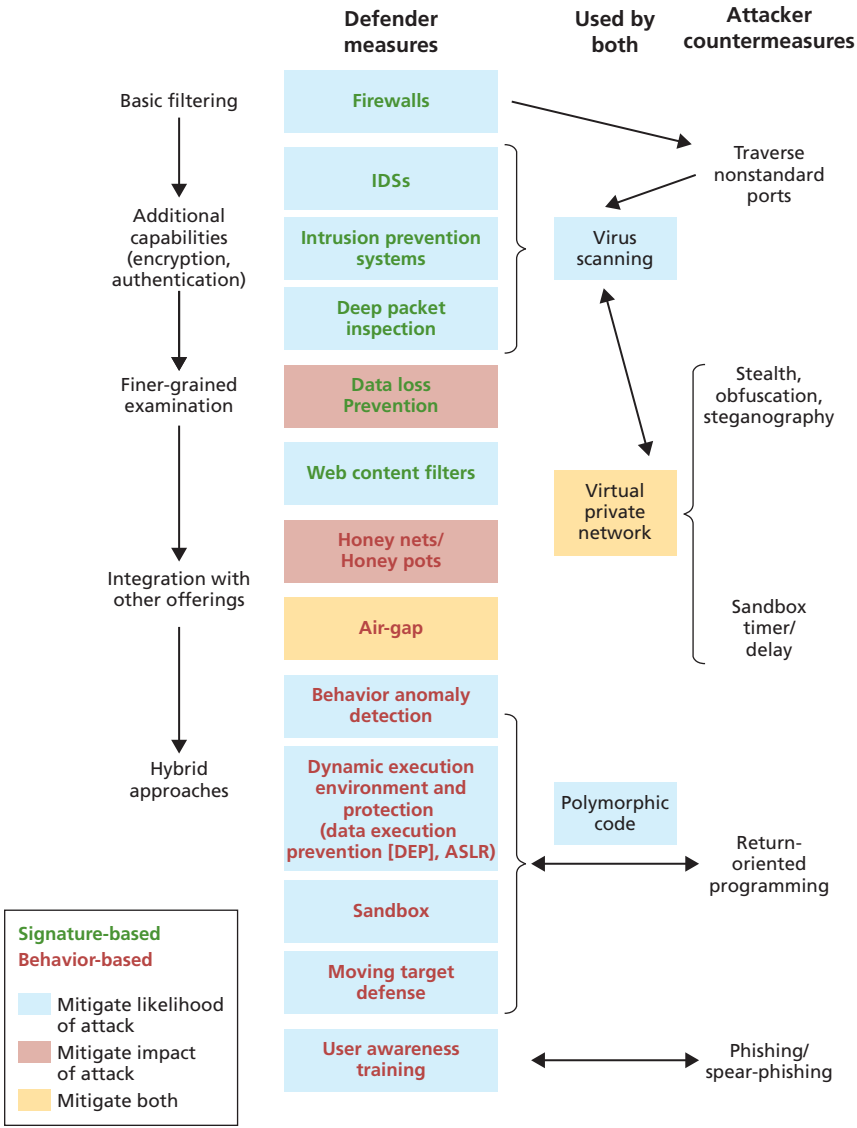 Defender
measures
Used by
both
Attacker
countermeasures
Basic filtering
Additional
capabilities
(encryption,
authentication)
Finer-grained
examination
Integration with
other offerings
Hybrid
approaches
Firewalls
IDSs
Intrusion prevention
systems
Deep packet
inspection
Data loss
Prevention
Web content filters
Honey nets/
Honey pots
Air-gap
Behavior anomaly
detection
Dynamic execution
environment and
protection
(data execution
prevention [DEP], ASLR)
Sandbox
Moving target
defense
User awareness
training
Virus
scanning
Virtual
private
network
Polymorphic
code
Traverse
nonstandard
ports
Stealth,
obfuscation,
steganography
Sandbox
timer/
delay
Return-
oriented
programming
Phishing/
spear-phishing
Signature-based
Behavior-based
Mitigate likelihood
of attack
Mitigate impact
of attack
Mitigate both